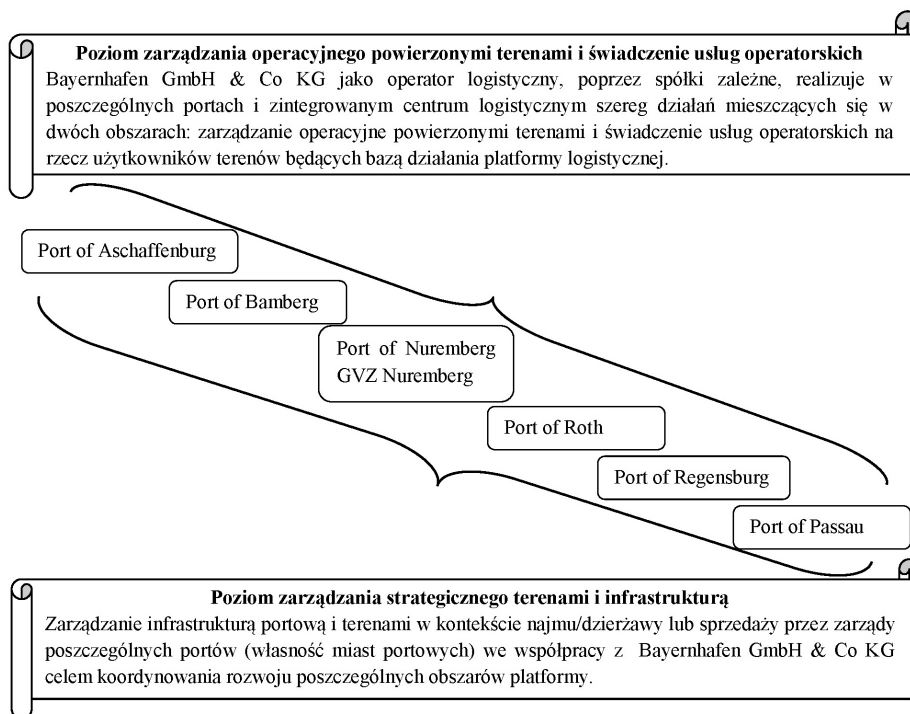 Poziom zarządzania operacyjnego powierzonymi terenami i świadczenie usług operatorskich
Bayernhafen GmbH & Co KG jako operator logistyczny, poprzez spółki zależne, realizuje w
poszczególnych portach i zintegrowanym centrum logistycznym szereg działań mieszczących się w
dwóch obszarach: zarządzanie operacyjne powierzonymi terenami i świadczenie usług operatorskich na
rzecz użytkowników terenów będących bazą działania platformy logistycznej.
Port of Aschaffenburg
Port of Bamberg
Port of Nuremberg
GVZ Nuremberg
Port of Roth
Port of Regensburg
Port of Passau
Poziom zarządzania strategicznego terenami i infrastrukturą
Zarządzanie infrastrukturą portową i terenami w kontekście najmu/dzierżawy lub sprzedaży przez zarządy
poszczególnych portów (własność miast portowych) we współpracy z Bayernhafen GmbH & Co KG
celem koordynowania rozwoju poszczególnych obszarów platformy.